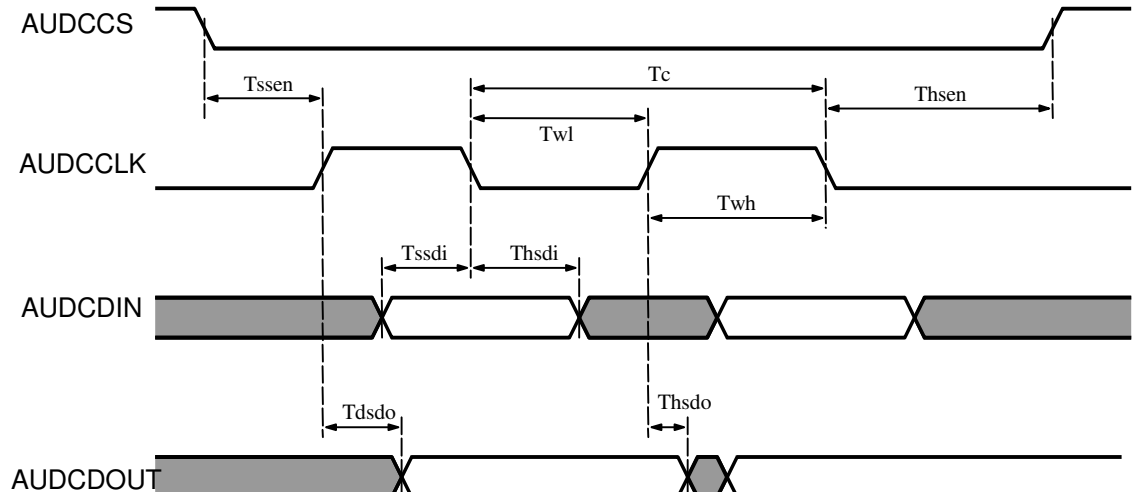 AUDCCS
Tssen
Tc
Thsen
Twl
AUDCCLK
Twh
Tssdi
Thsdi
AUDCDIN
Tdsdo
Thsdo
AUDCDOUT